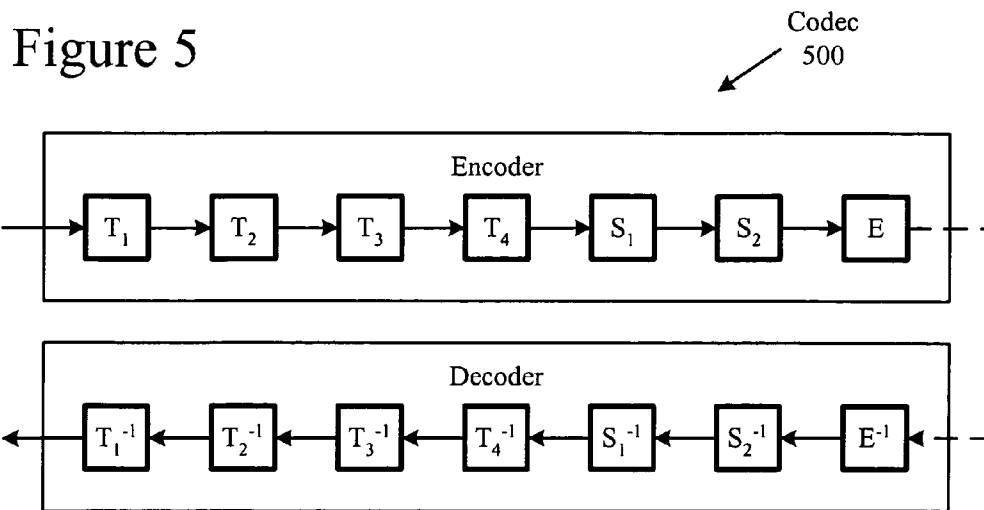 Figure 5
Codec
500
Encoder
T₁ T₂ T₃ T₄ S₁ S₂ E
Decoder
T₁⁻¹ T₂⁻¹ T₃⁻¹ T₄⁻¹ S₁⁻¹ S₂⁻¹ E⁻¹